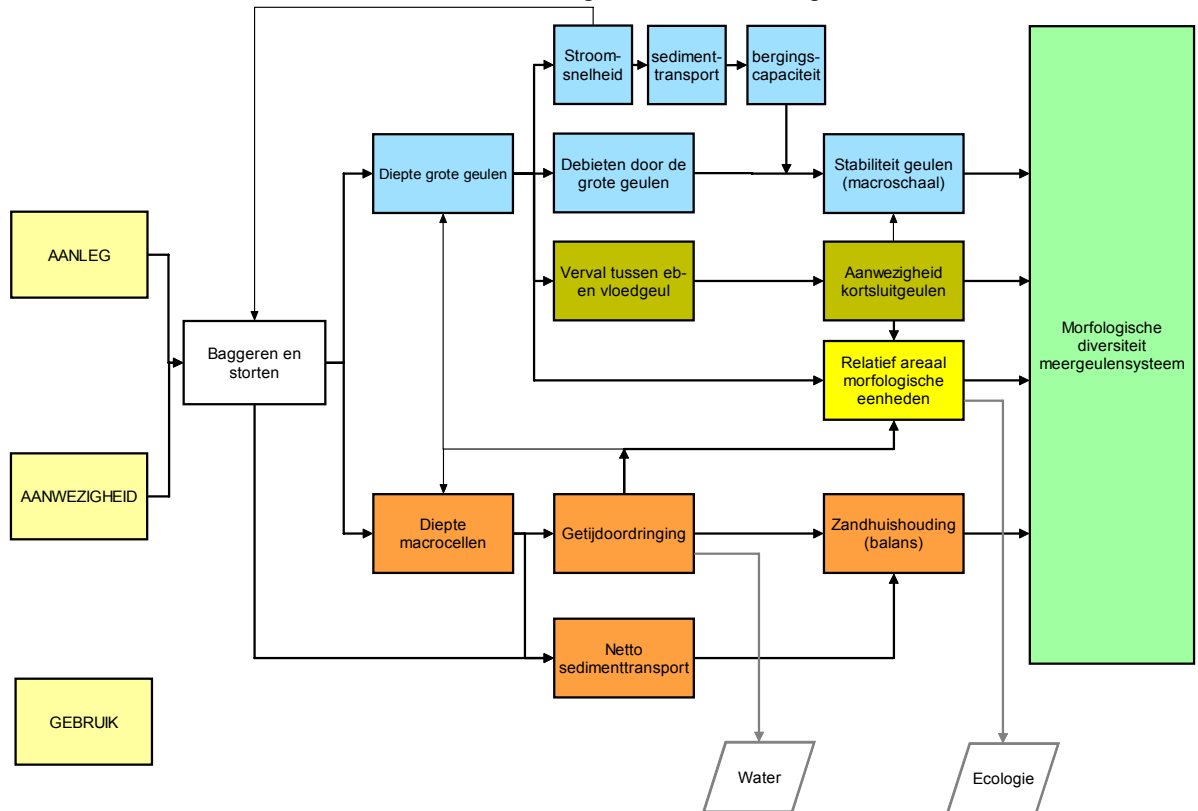 Stroom-
snelheid
sediment-
transport
bergings-
capaciteit
Diepte grote geulen
Debieten door de
grote geulen
Stabiliteit geulen
(macroschaal)
AANLEG
Verval tussen eb-
en vloedgeul
Aanwezigheid
kortsluitgeulen
Baggeren en
storten
Relatief areaal
morfologische
eenheden
Morfologische
diversiteit
meergeulensysteem
AANWEZIGHEID
Diepte
macrocellen
Getijdoordringing
Zandhuishouding
(balans)
Netto
sedimenttransport
GEBRUIK
Water
Ecologie